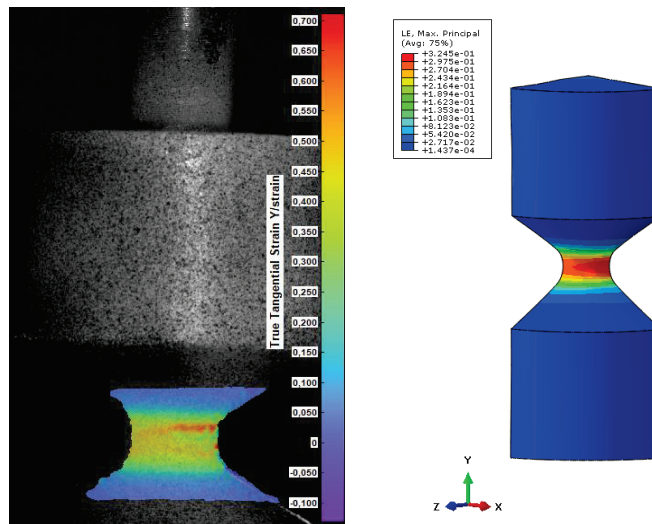 0,700
0,650
0,600
0,550
0,500
0,450
0,400
0,350
0,300
0,250
0,200
0,150
0,100
0,050
0
-0,050
-0,100
True Tangential Strain Y/strain
LE, Max. Principal
(Avg: 75%)
+3.245e-01
+2.975e-01
+2.704e-01
+2.434e-01
+2.164e-01
+1.894e-01
+1.623e-01
+1.353e-01
+1.083e-01
+8.123e-02
+5.420e-02
+2.717e-02
+1.437e-04
Y
Z
X